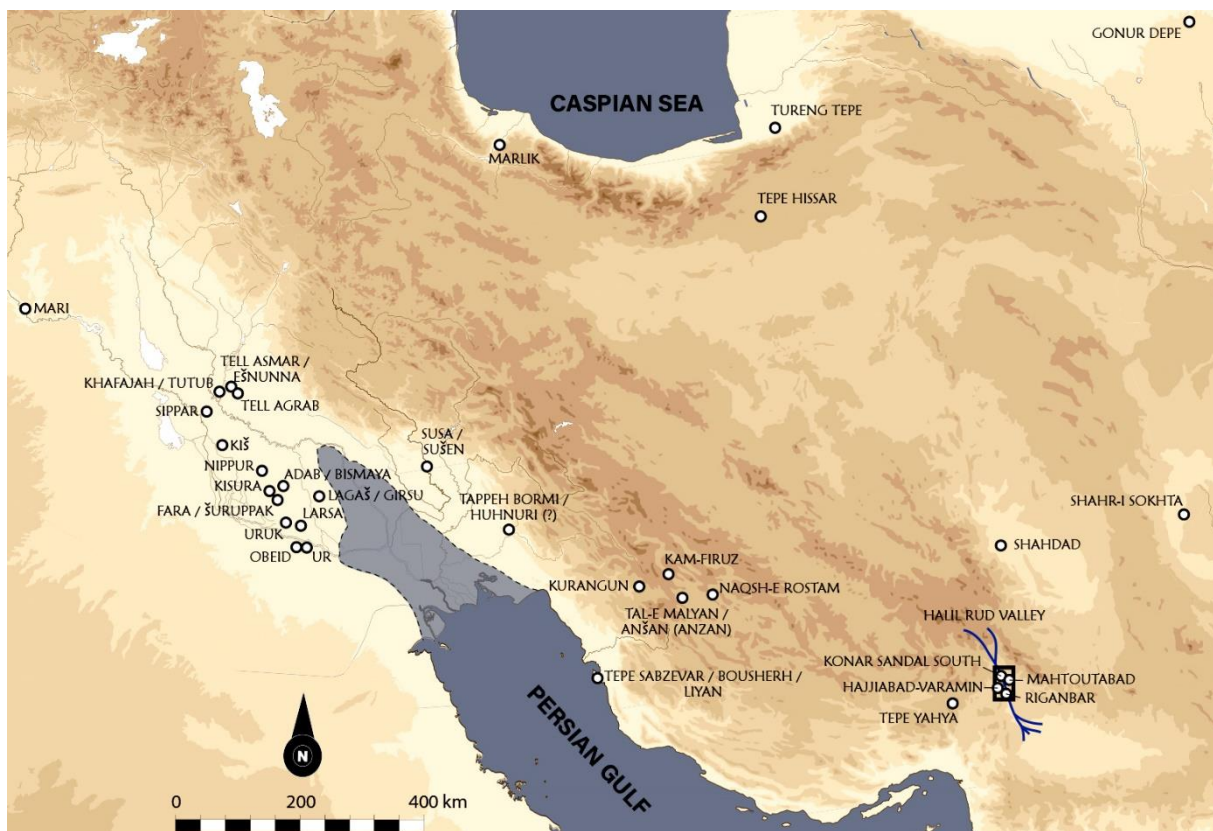 GONUR DEPE
CASPIAN SEA
TURENG TEPE
MARLIK
TEPE HISSAR
MARI
TELL ASMAR /
EŠNUNNA
KHAFAJAH / TUTUB
TELL AGRAB
SIPPAR
KIŠ
SUSA /
SUŠEN
NIPPUR
ADAB / BISMAYA
KISURA
LAGAŠ / GIRSU
FARA / ŠURUPPAK
LARSA
TAPPEH BORMI /
HUHNURI (?)
SHAHR-I SOKHTA
URUK
OBEID
UR
SHAHDAD
KAM-FIRUZ
KURANGUN
NAQSH-E ROSTAM
TAL-E MALYAN /
ANŠAN (ANZAN)
HALIL RUD VALLEY
KONAR SANDAL SOUTH
TEPE SABZEVAR / BOUSHERH /
LIYAN
MAHTOUTABAD
HAJJIABAD-VARAMIN
RIGANBAR
TEPE YAHYA
PERSIAN GULF
N
0 200 400 km